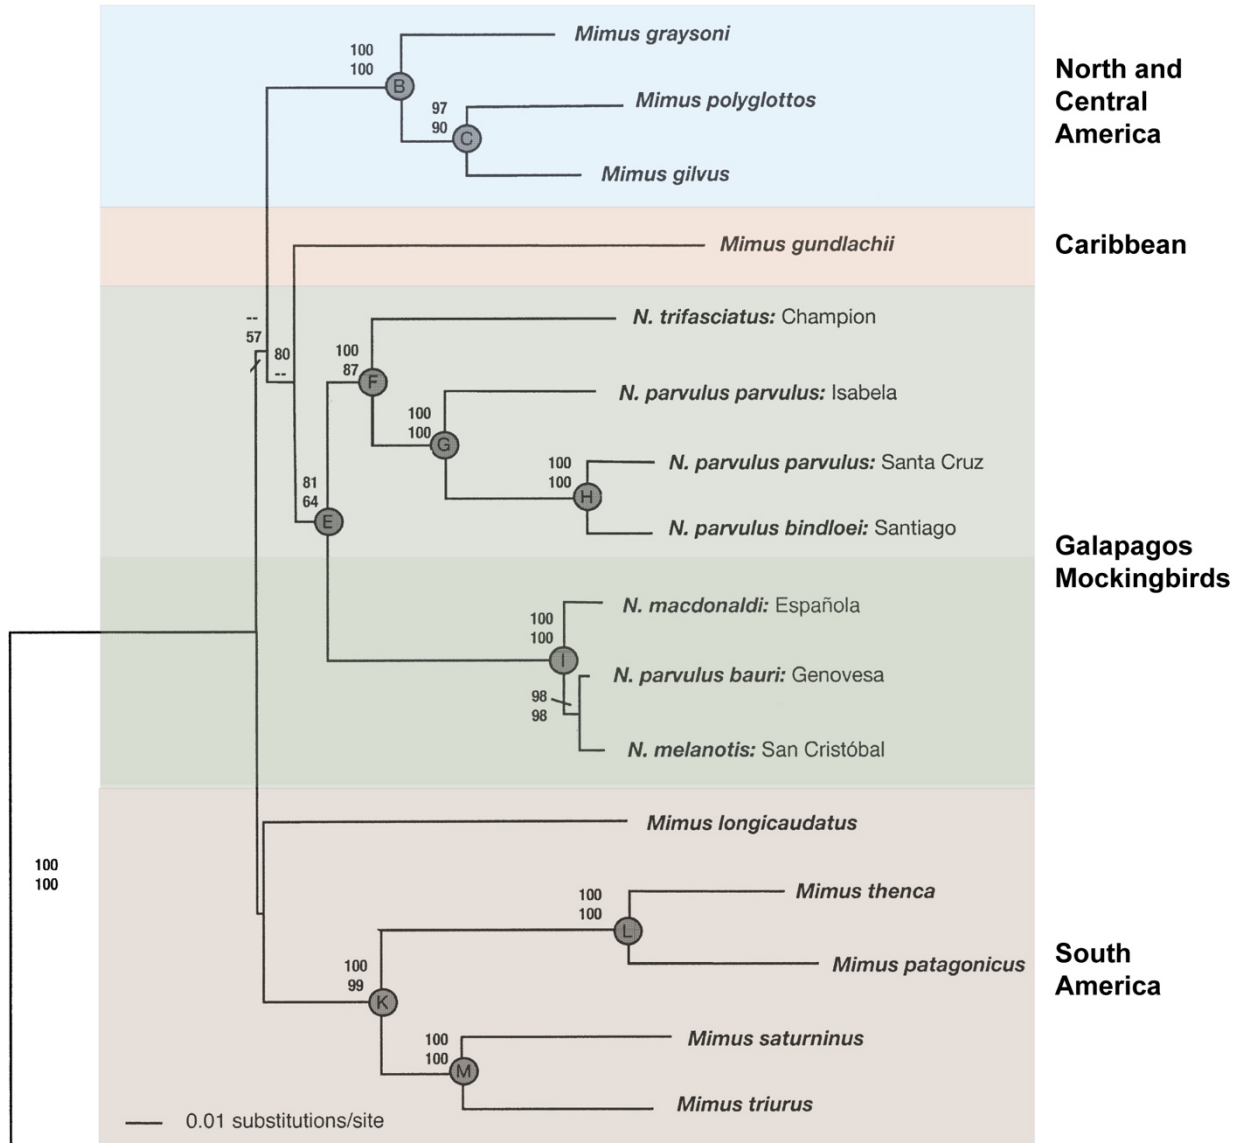 Mimus graysoni
100
100
B
North and
Central
America
Mimus polyglottos
97
90
C
Mimus gilvus
Mimus gundlachii
Caribbean
N. trifasciatus: Champion
--
57
80
--
100
87
F
N. parvulus parvulus: Isabela
100
100
G
N. parvulus parvulus: Santa Cruz
100
100
H
81
64
E
N. parvulus bindloei: Santiago
Galapagos
Mockingbirds
N. macdonaldi: Española
100
100
I
N. parvulus bauri: Genovesa
98
98
N. melanotis: San Cristóbal
Mimus longicaudatus
100
100
Mimus thenca
100
100
L
Mimus patagonicus
South
America
100
99
K
Mimus saturninus
100
100
M
Mimus triurus
0.01 substitutions/site